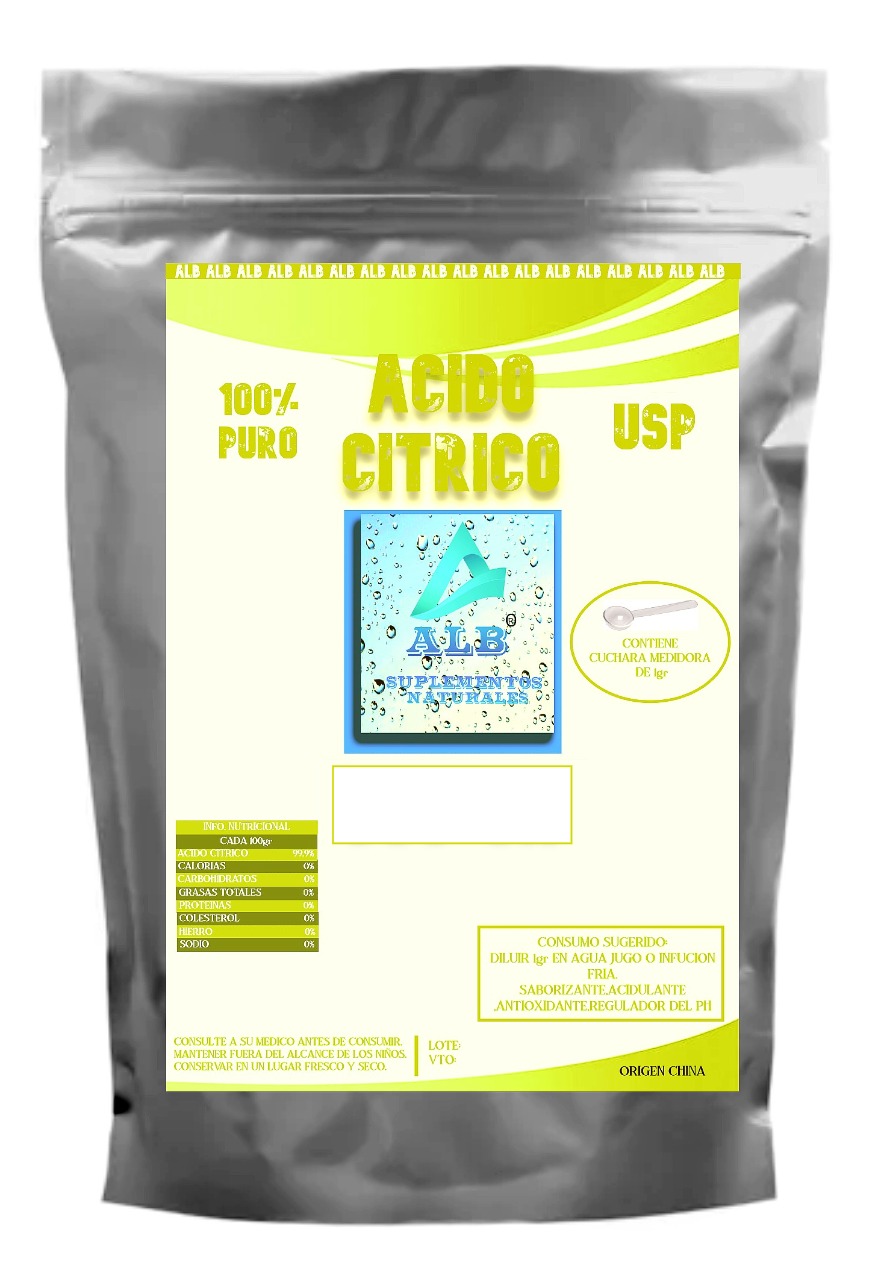 ALB ALB ALB ALB ALB ALB ALB ALB ALB ALB ALB ALB ALB ALB ALB ALB ALB ALB
100% PURO
ACIDO
CITRICO
USP
ALB®
SUPLEMENTOS
NATURALES
CONTIENE
CUCHARA MEDIDORA
DE 1gr
INFO. NUTRICIONAL
CADA 100gr
ACIDO CITRICO 99.9%
CALORIAS 0%
CARBOHIDRATOS 0%
GRASAS TOTALES 0%
PROTEINAS 0%
COLESTEROL 0%
HIERRO 0%
SODIO 0%
CONSUMO SUGERIDO:
DILUIR 1gr EN AGUA JUGO O INFUCION
FRIA.
SABORIZANTE,ACIDULANTE
,ANTIOXIDANTE,REGULADOR DEL PH
CONSULTE A SU MEDICO ANTES DE CONSUMIR.
MANTENER FUERA DEL ALCANCE DE LOS NIÑOS.
CONSERVAR EN UN LUGAR FRESCO Y SECO.
LOTE:
VTO:
ORIGEN CHINA